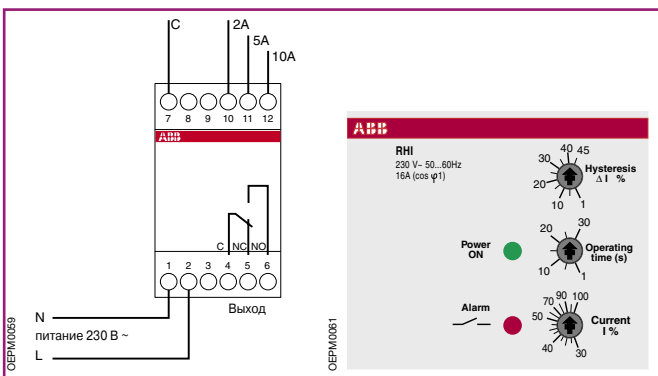 C
2A
5A
10A
7 8 9 10 11 12
ABB
C NC NO
1 2 3 4 5 6
Выход
N
питание 230 В ~
L
OEPM0059
ABB
RHI
230 V~ 50...60Hz
16A (cos φ1)
40 45
30
20
10 1
Hysteresis
Δ I %
Power
ON
20 30
10 1
Operating
time (s)
Alarm
70 90 100
50
40 30
Current
I %
OEPM0061